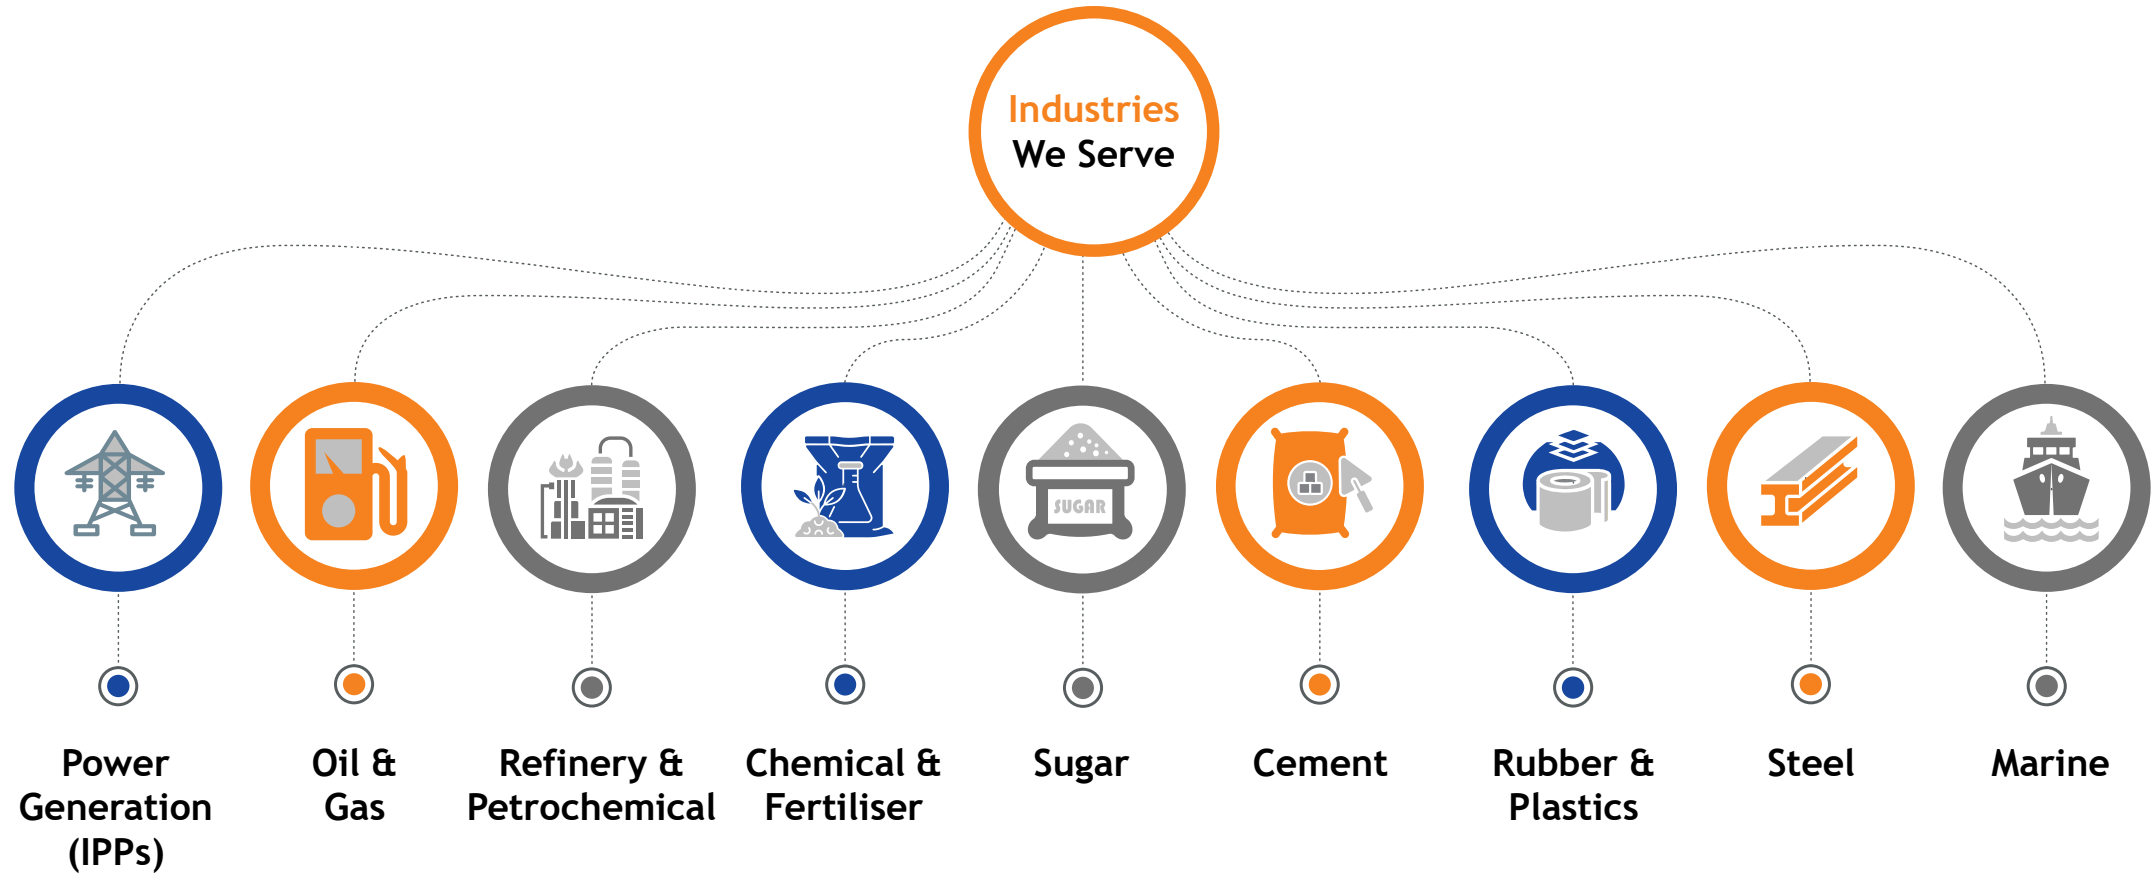 Industries
We Serve
SUGAR
Power
Generation
(IPPs)
Oil &
Gas
Refinery &
Petrochemical
Chemical &
Fertiliser
Sugar
Cement
Rubber &
Plastics
Steel
Marine